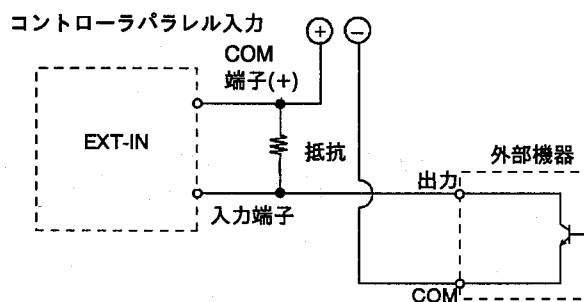 コントローラパラレル入力
+
−
COM
端子(+)
EXT-IN
抵抗
外部機器
出力
入力端子
COM